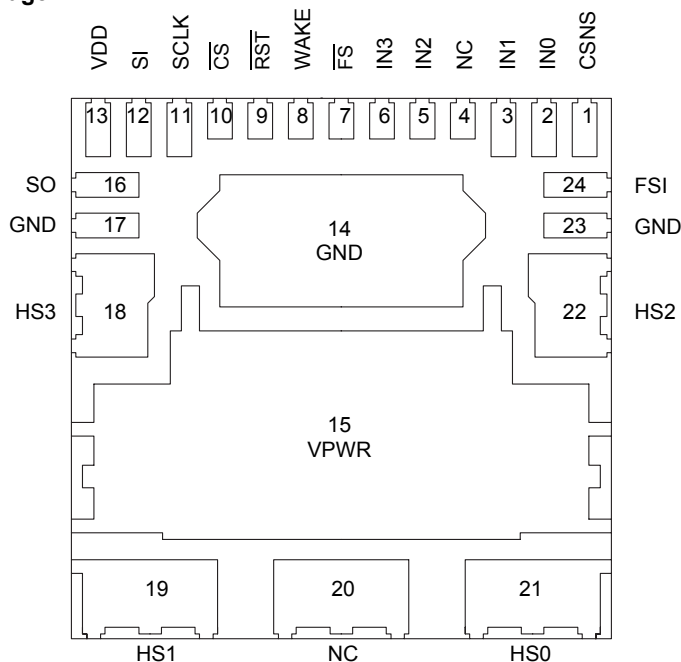 VDD SI SCLK CS RST WAKE FS IN3 IN2 NC IN1 IN0 CSNS
13 12 11 10 9 8 7 6 5 4 3 2 1
SO 16 24 FSI
GND 17 23 GND
14
GND
HS3 18 22 HS2
15
VPWR
19 20 21
HS1 NC HS0